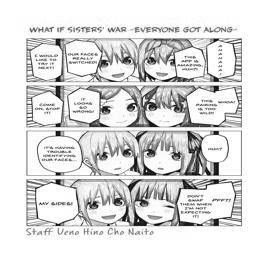 WHAT IF SISTERS' WAR -EVERYONE GOT ALONG-
I WOULD
LIKE TO
TRY IT
NEXT!
OUR FACES
REALLY
SWITCHED!
THIS
APP IS
AMAZING,
HUH?
COME
ON, STOP
IT!
IT
LOOKS
SO
WRONG!
THIS
PAIRING
IS TOO
WILD!
WHOA!
IT'S HAVING
TROUBLE
IDENTIFYING
OUR FACES...
HUH?
MY SIDES!
DON'T
SWAP
THEM WHEN
I'M NOT
EXPECTING
IT!
PFFT!
Staff Ueno Hino Cho Naito